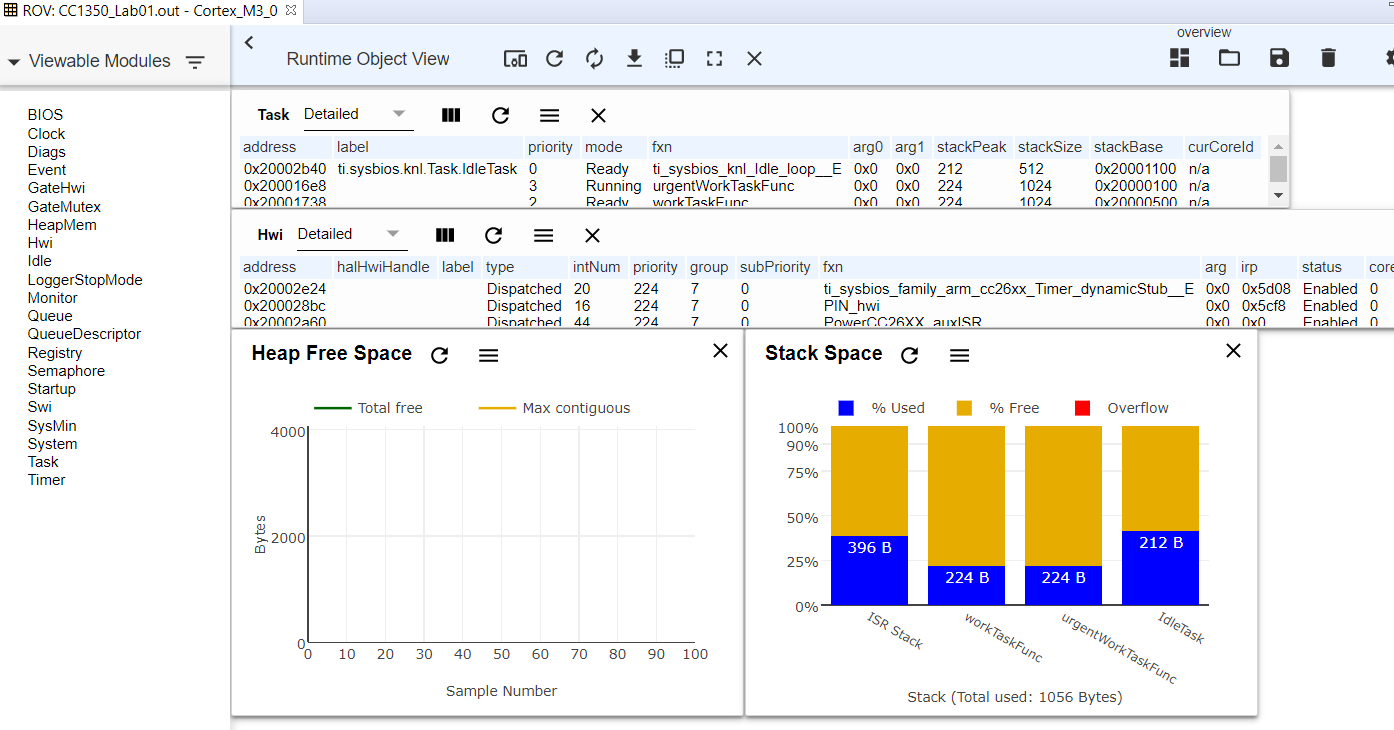 ROV: CC1350_Lab01.out - Cortex_M3_0
overview
Viewable Modules
Runtime Object View
BIOS
Clock
Diags
Event
GateHwi
GateMutex
HeapMem
Hwi
Idle
LoggerStopMode
Monitor
Queue
QueueDescriptor
Registry
Semaphore
Startup
Swi
SysMin
System
Task
Timer
Task Detailed
address label priority mode fxn arg0 arg1 stackPeak stackSize stackBase curCoreId
0x20002b40 ti.sysbios.knl.Task.IdleTask 0 Ready ti_sysbios_knl_Idle_loop__E 0x0 0x0 212 512 0x20001100 n/a
0x200016e8 3 Running urgentWorkTaskFunc 0x0 0x0 224 1024 0x20000100 n/a
0x20001738 2 Ready workTaskFunc 0x0 0x0 224 1024 0x20000500 n/a
Hwi Detailed
address halHwiHandle label type intNum priority group subPriority fxn arg irp status core
0x20002e24 Dispatched 20 224 7 0 ti_sysbios_family_arm_cc26xx_Timer_dynamicStub__E 0x0 0x5d08 Enabled 0
0x200028bc Dispatched 16 224 7 0 PIN_hwi 0x0 0x5cf8 Enabled 0
0x20002a60 Dispatched 44 224 7 0 PowerCC26XX_auxISR 0x0 0x0 Enabled 0
Heap Free Space
Total free Max contiguous
4000
2000
0
Bytes
0 10 20 30 40 50 60 70 80 90 100
Sample Number
Stack Space
% Used % Free Overflow
100%
90%
75%
50%
25%
0%
396 B 224 B 224 B 212 B
ISR Stack workTaskFunc urgentWorkTaskFunc IdleTask
Stack (Total used: 1056 Bytes)